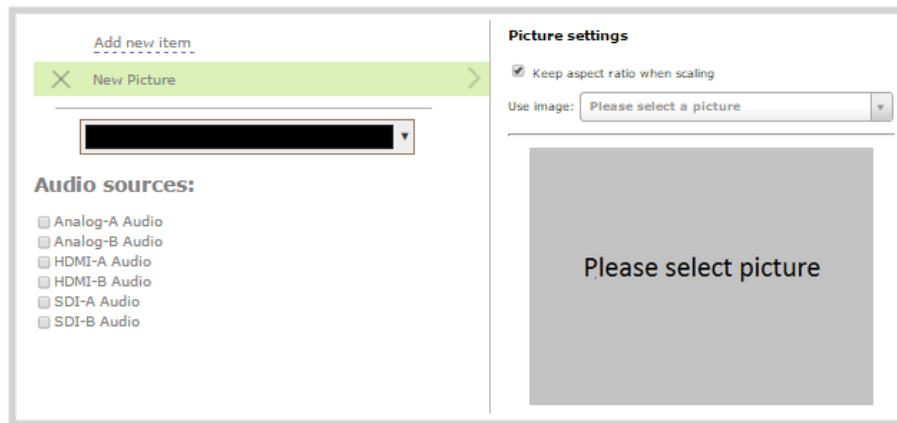 Add new item
New Picture
Audio sources:
Analog-A Audio
Analog-B Audio
HDMI-A Audio
HDMI-B Audio
SDI-A Audio
SDI-B Audio
Picture settings
Keep aspect ratio when scaling
Use image: Please select a picture
Please select picture